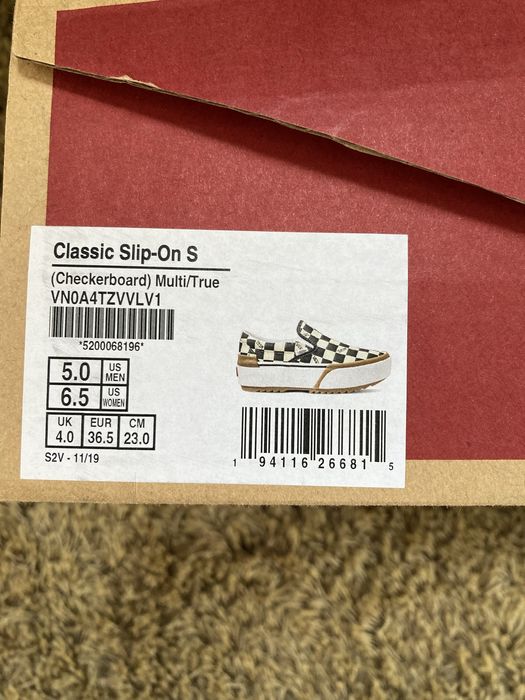 Classic Slip-On S
(Checkerboard) Multi/True
VN0A4TZVVLV1
*5200068196*
5.0 US MEN
6.5 US WOMEN
UK EUR CM
4.0 36.5 23.0
S2V - 11/19
1 94116 26681 5